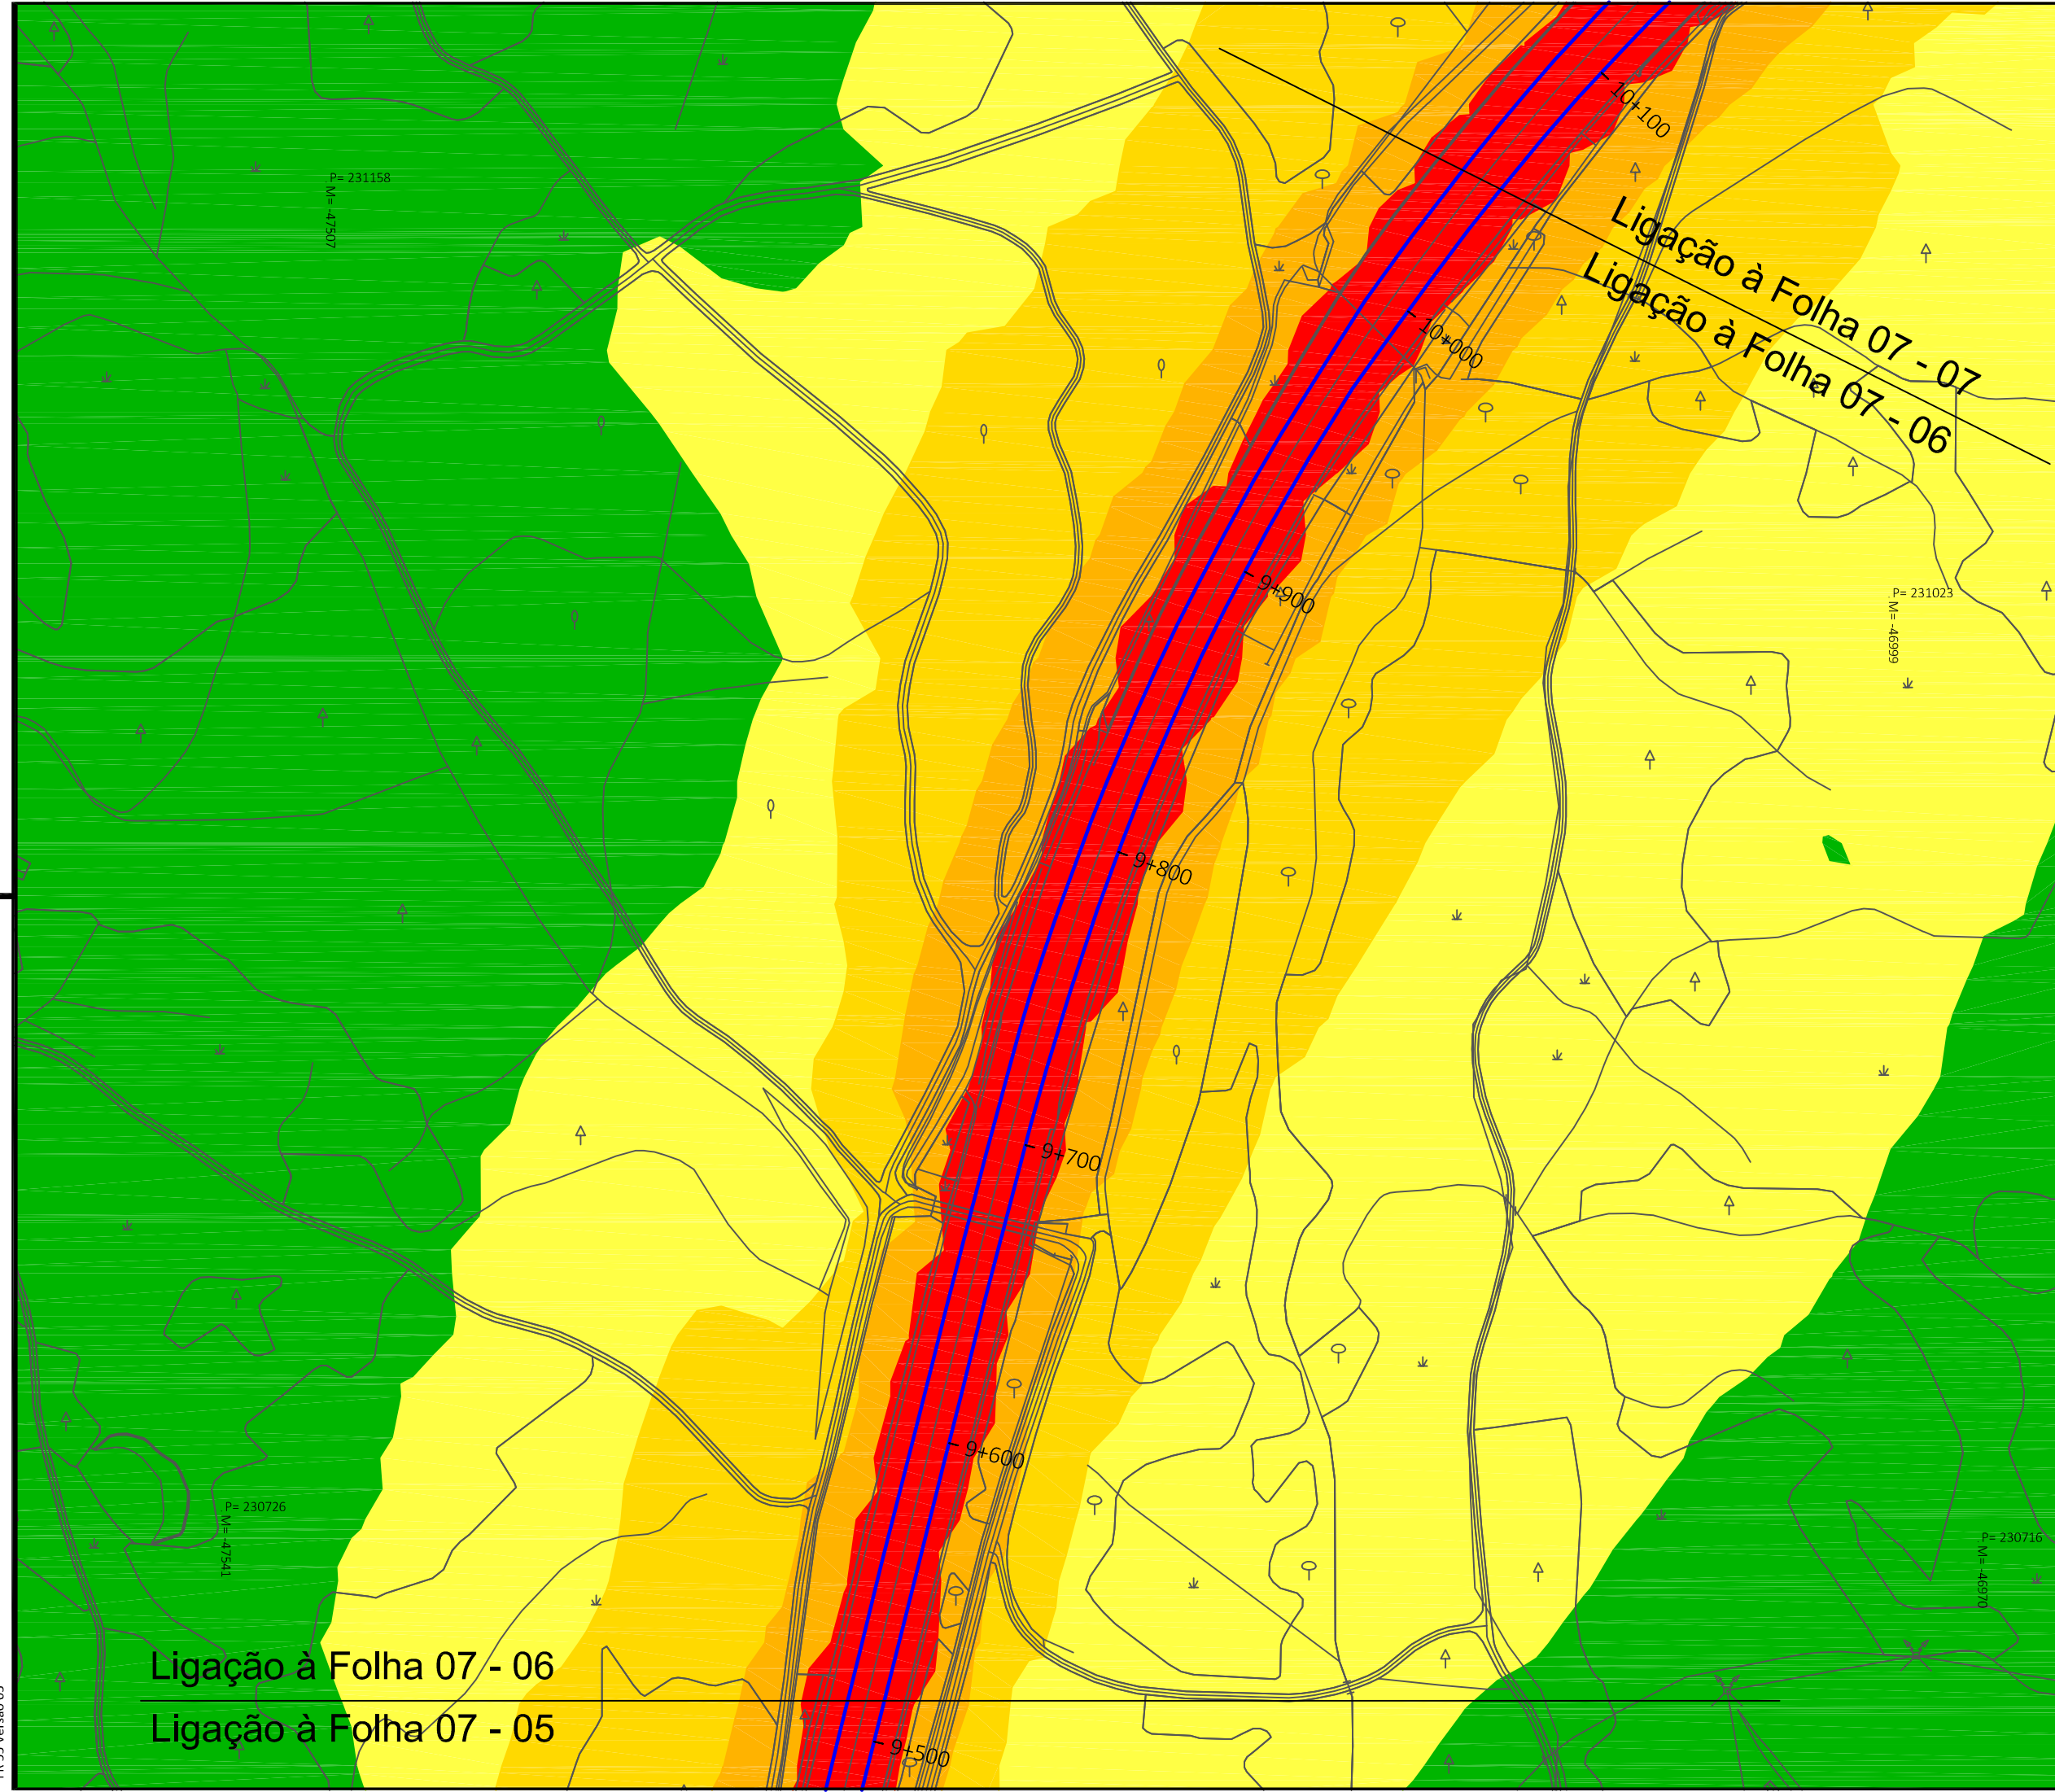 10+100
P= 231158
M= -47507
Ligação à Folha 07 - 07
Ligação à Folha 07 - 06
10+000
9+900
P= 231023
M= -46999
9+800
9+700
9+600
P= 230726
M= -47541
P= 230716
M= -46970
Ligação à Folha 07 - 06
Ligação à Folha 07 - 05
9+500